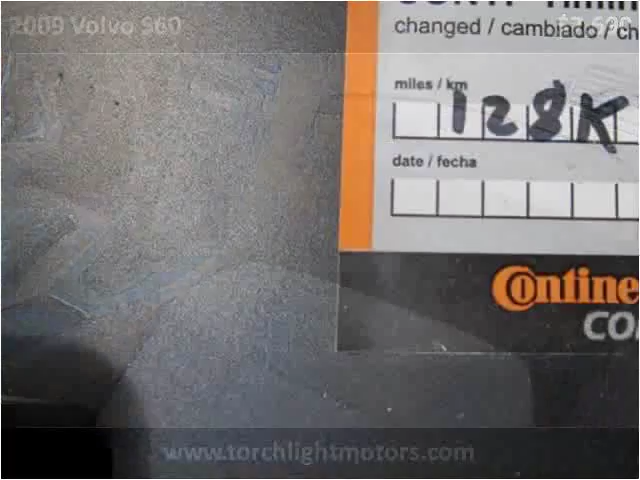 2009 Volvo S60
changed / cambiado / ch
miles / km
128K
date / fecha
Contine
CO
www.torchlightmotors.com